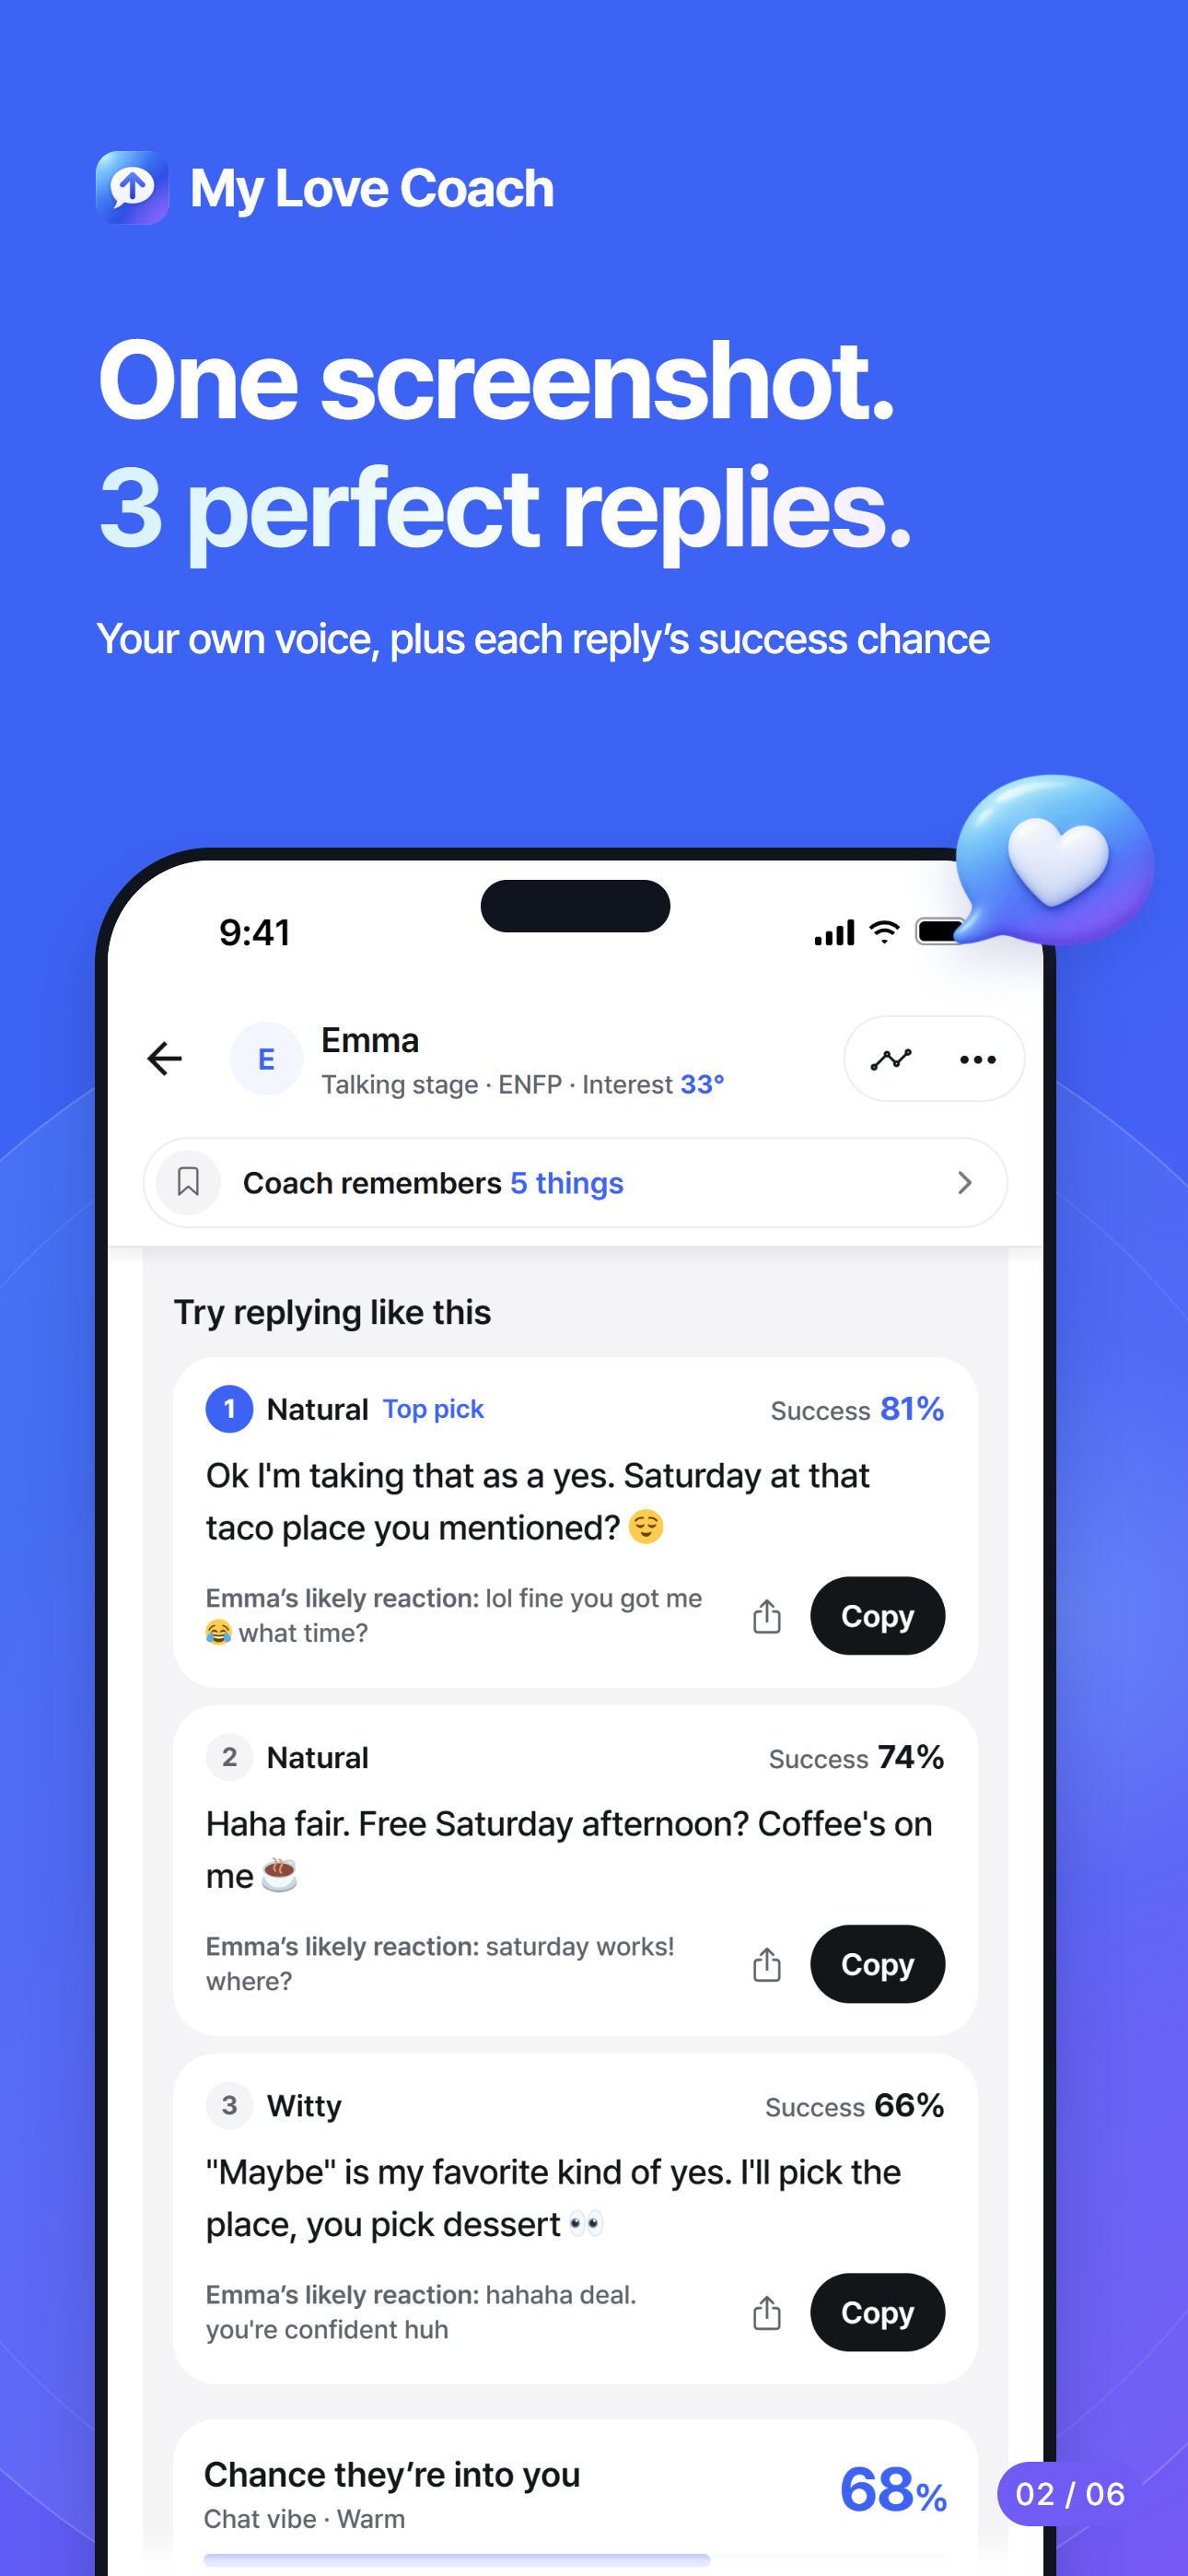 My Love Coach
One screenshot.
3 perfect replies.
Your own voice, plus each reply’s success chance
9:41
E
Emma
Talking stage · ENFP · Interest 33°
Coach remembers 5 things
Try replying like this
1 Natural Top pick Success 81%
Ok I'm taking that as a yes. Saturday at that
taco place you mentioned? 😌
Emma’s likely reaction: lol fine you got me
😂 what time?
Copy
2 Natural Success 74%
Haha fair. Free Saturday afternoon? Coffee's on
me ☕
Emma’s likely reaction: saturday works!
where?
Copy
3 Witty Success 66%
"Maybe" is my favorite kind of yes. I'll pick the
place, you pick dessert 👀
Emma’s likely reaction: hahaha deal.
you're confident huh
Copy
Chance they’re into you 68%
Chat vibe · Warm
02 / 06